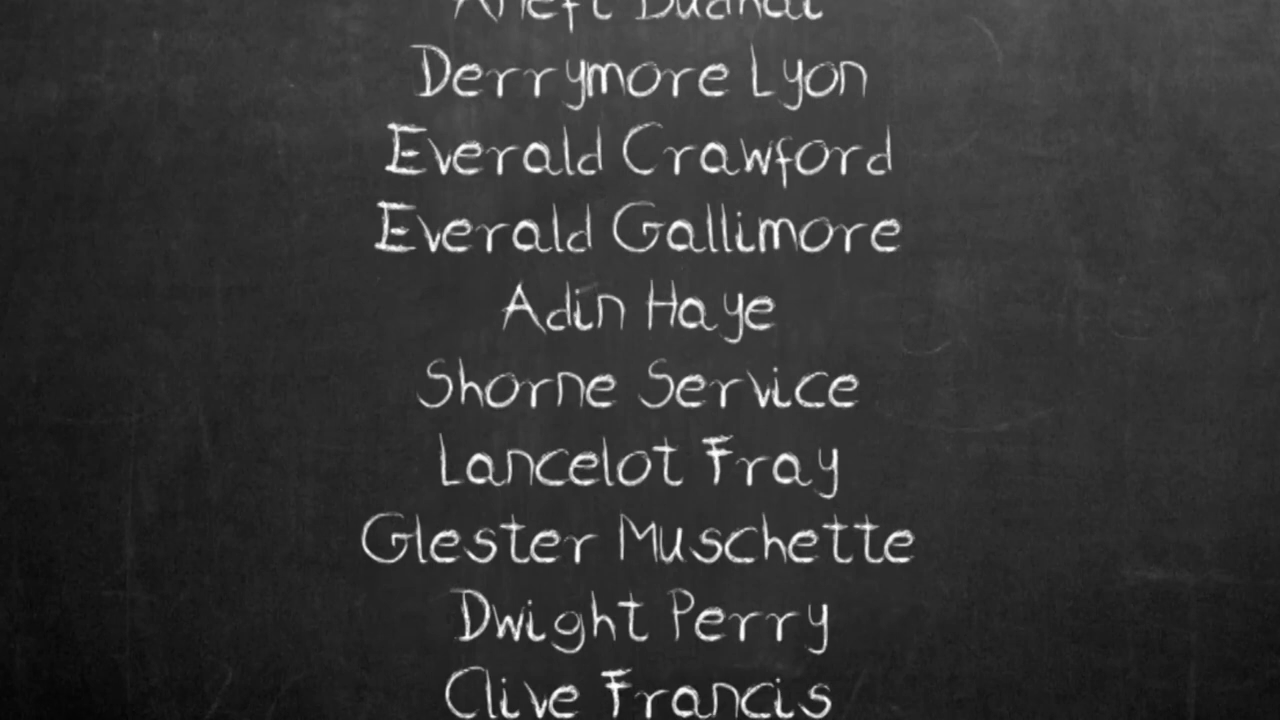 Derrymore Lyon
Everald Crawford
Everald Gallimore
Adin Haye
Shorne Service
Lancelot Fray
Glester Muschette
Dwight Perry
Clive Francis